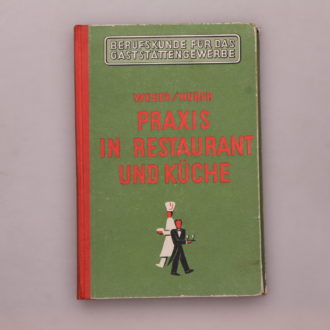 BERUFSKUNDE FÜR DAS
GASTSTÄTTENGEWERBE
PRAXIS
IN RESTAURANT
UND KÜCHE